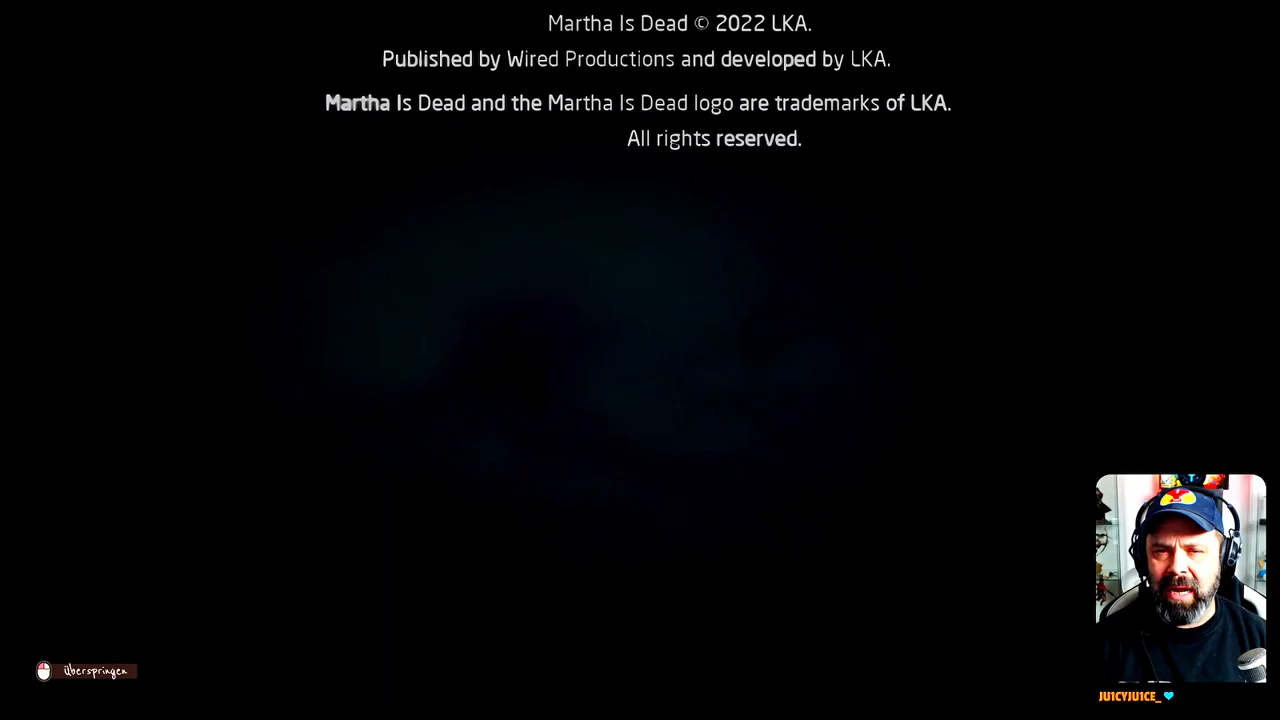 Martha Is Dead © 2022 LKA.
Published by Wired Productions and developed by LKA.
Martha Is Dead and the Martha Is Dead logo are trademarks of LKA.
All rights reserved.
Überspringen
JU1CYJU1CE_